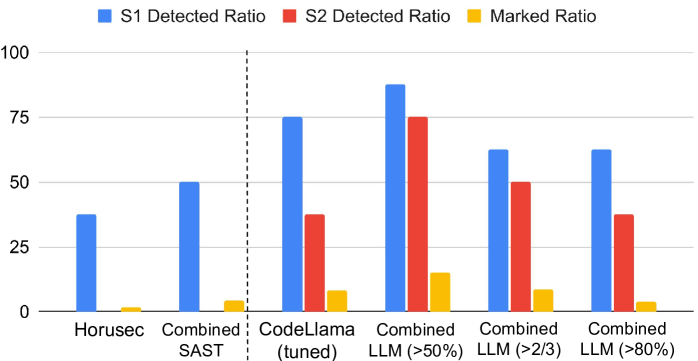 S1 Detected Ratio S2 Detected Ratio Marked Ratio
100
75
50
25
0
Horusec
Combined
SAST
CodeLlama
(tuned)
Combined
LLM (>50%)
Combined
LLM (>2/3)
Combined
LLM (>80%)